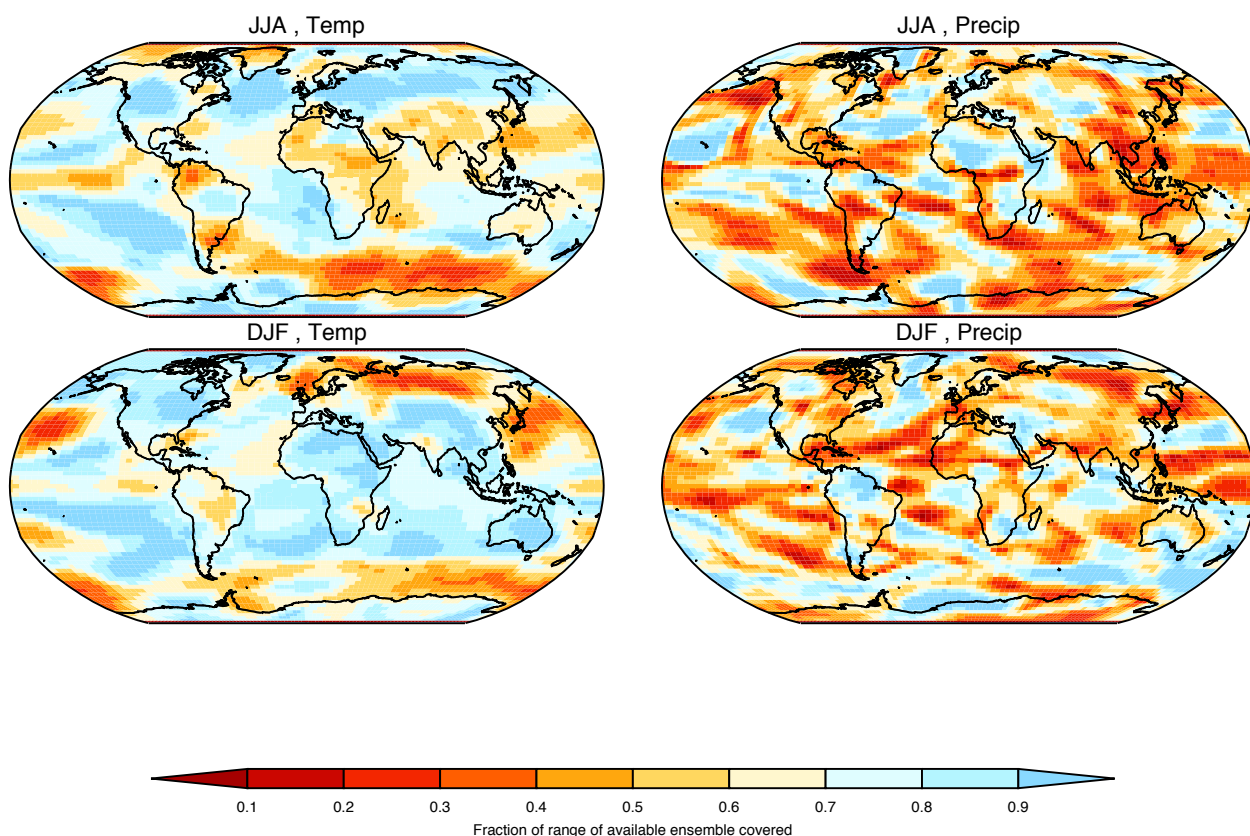 JJA , Temp
JJA , Precip
DJF , Temp
DJF , Precip
0.1 0.2 0.3 0.4 0.5 0.6 0.7 0.8 0.9
Fraction of range of available ensemble covered